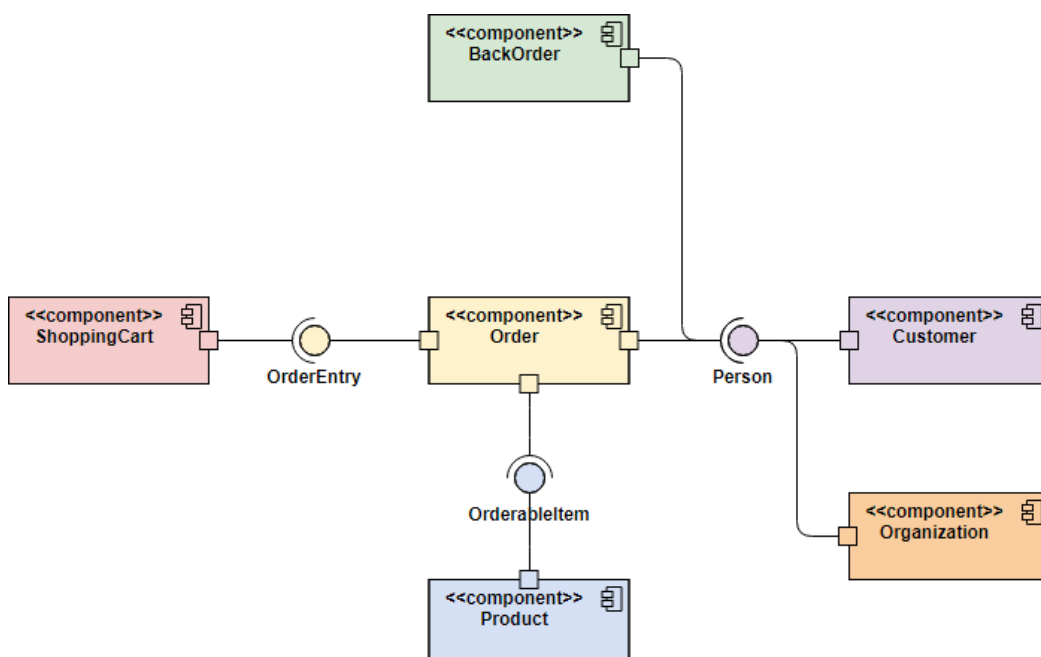 <<component>>
BackOrder
<<component>>
ShoppingCart
OrderEntry
<<component>>
Order
Person
<<component>>
Customer
OrderableItem
<<component>>
Organization
<<component>>
Product